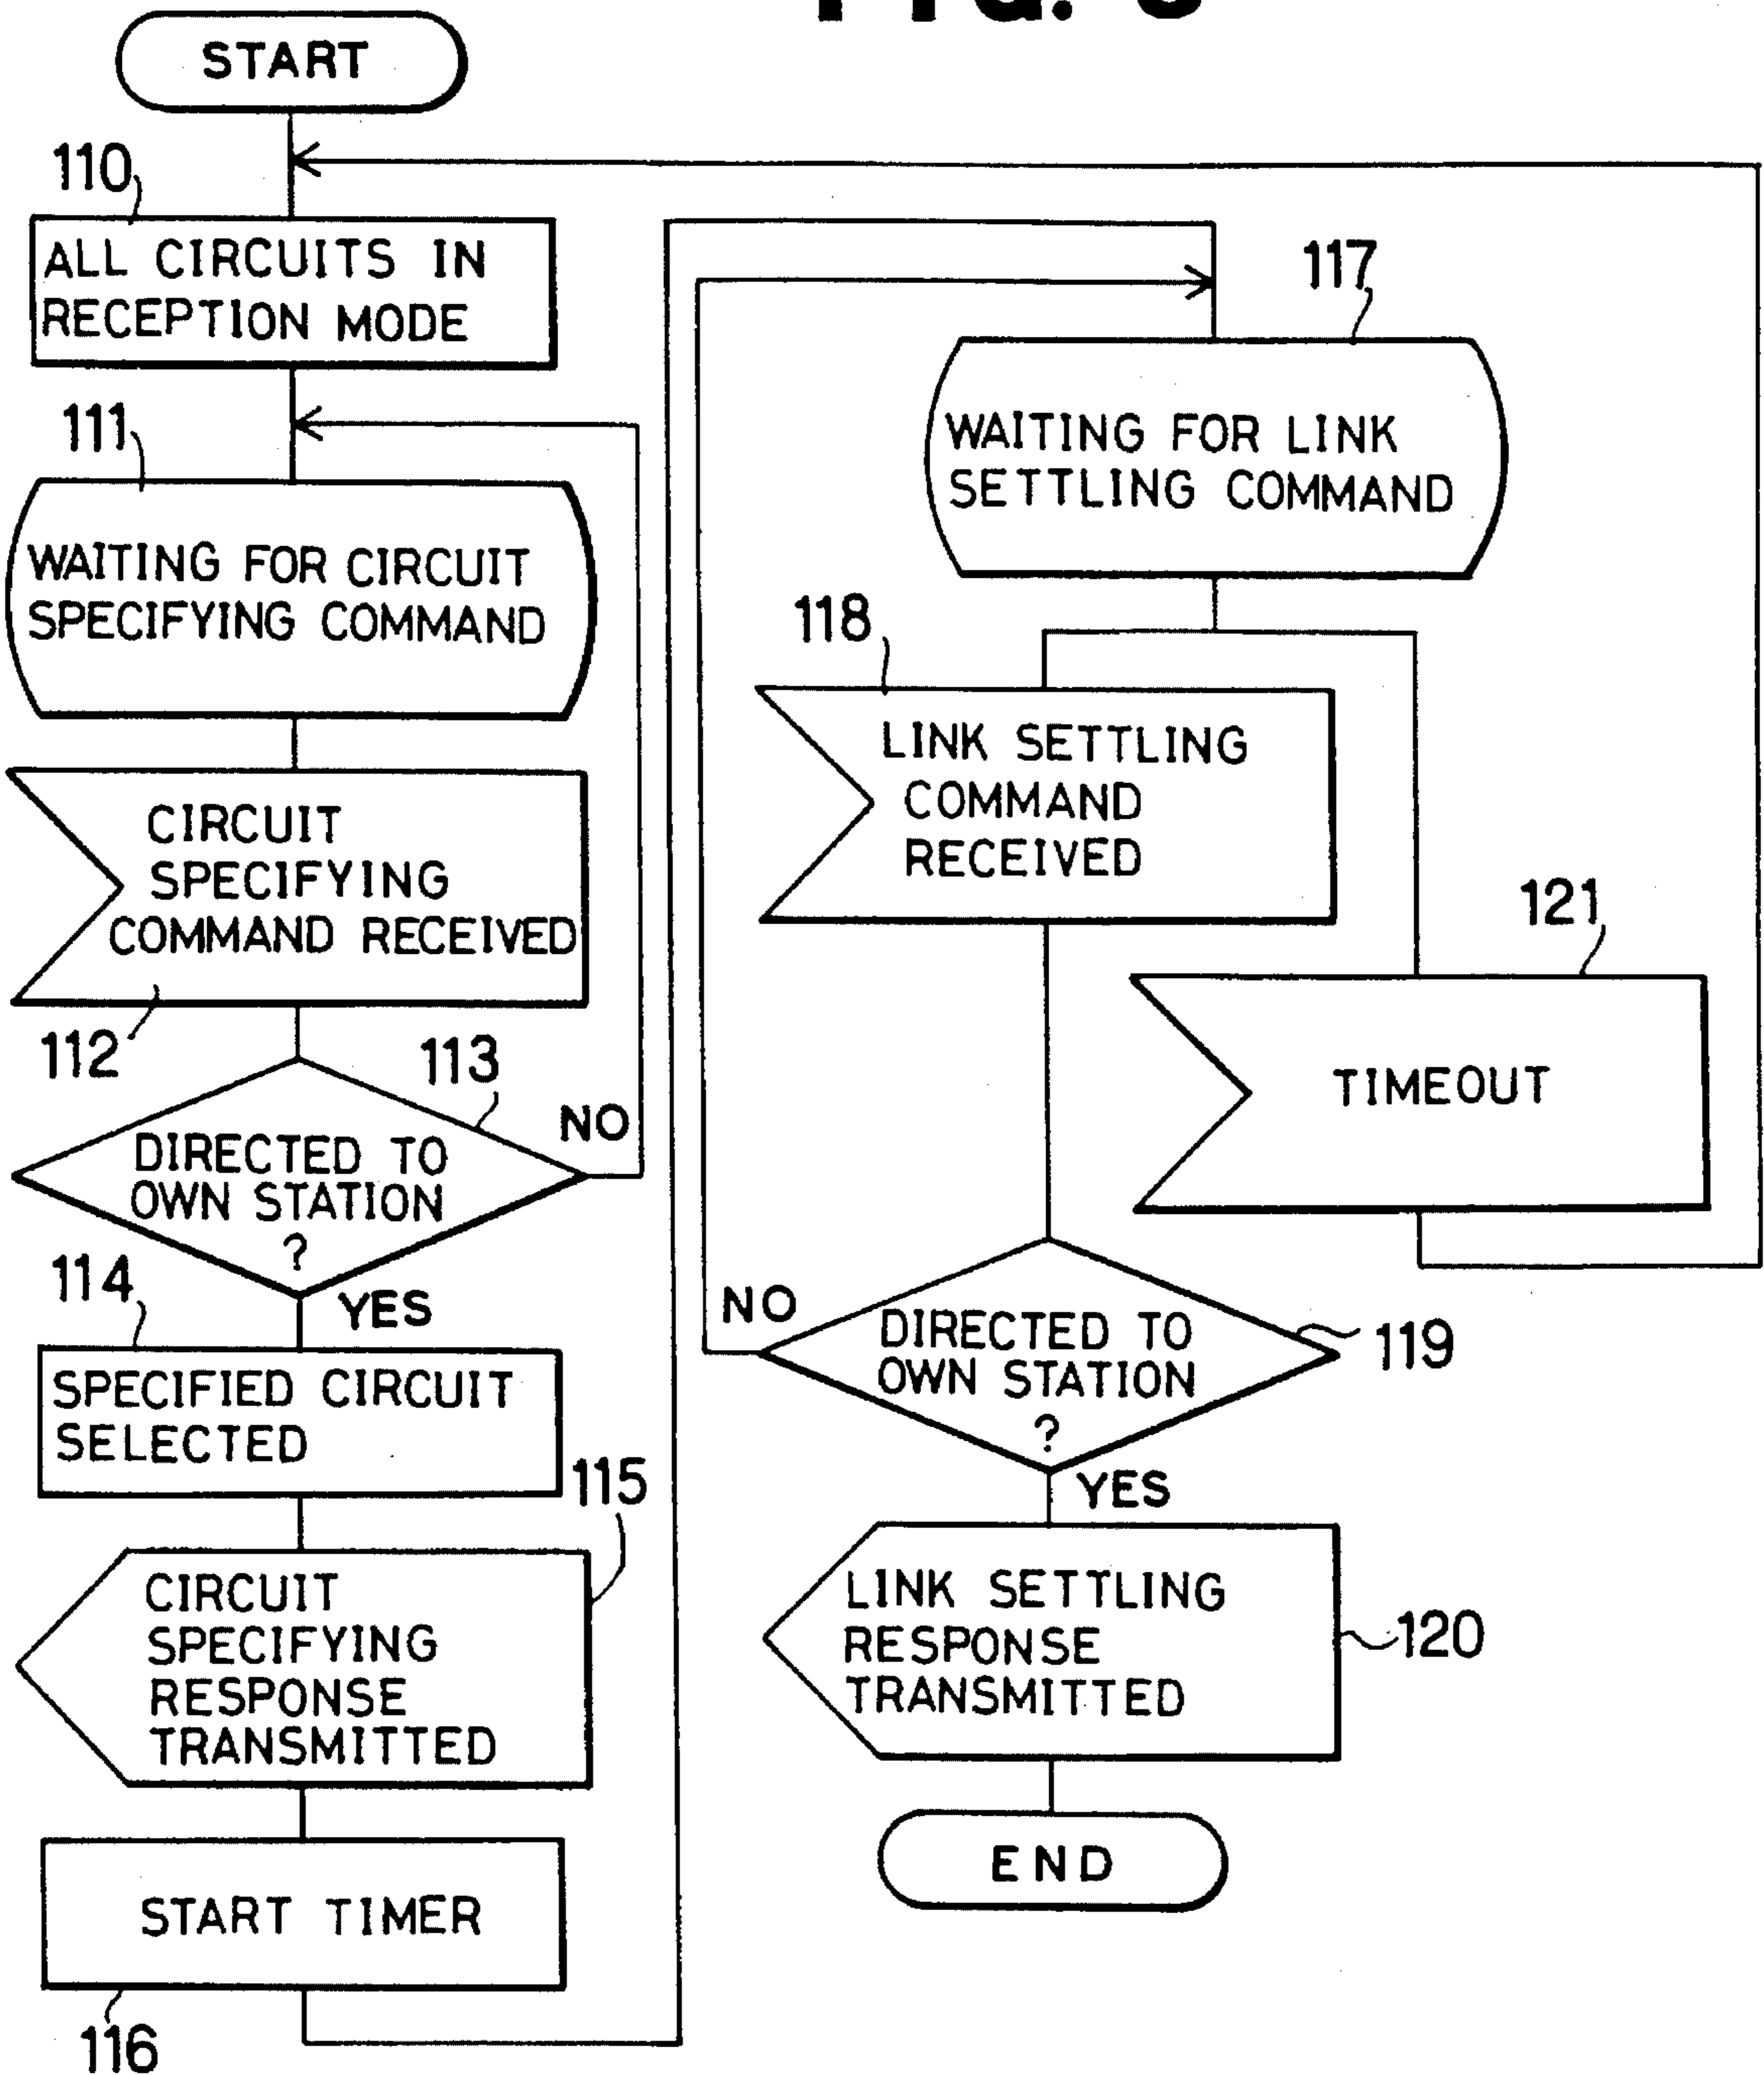 START
110
ALL CIRCUITS IN
RECEPTION MODE
111
WAITING FOR CIRCUIT
SPECIFYING COMMAND
CIRCUIT
SPECIFYING
COMMAND RECEIVED
112
113
NO
DIRECTED TO
OWN STATION
?
YES
114
SPECIFIED CIRCUIT
SELECTED
115
CIRCUIT
SPECIFYING
RESPONSE
TRANSMITTED
START TIMER
116
117
WAITING FOR LINK
SETTLING COMMAND
118
LINK SETTLING
COMMAND
RECEIVED
121
TIMEOUT
NO
DIRECTED TO
OWN STATION
?
119
YES
LINK SETTLING
RESPONSE
TRANSMITTED
120
END